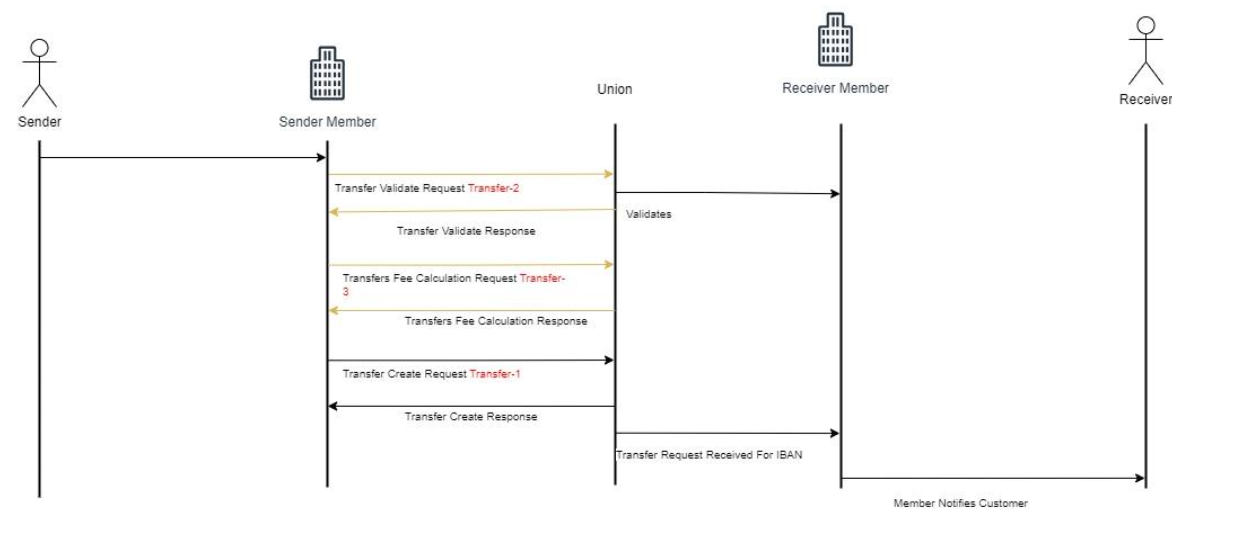 Sender
Sender Member
Union
Receiver Member
Receiver
Transfer Validate Request Transfer-2
Validates
Transfer Validate Response
Transfers Fee Calculation Request Transfer-
3
Transfers Fee Calculation Response
Transfer Create Request Transfer-1
Transfer Create Response
Transfer Request Received For IBAN
Member Notifies Customer